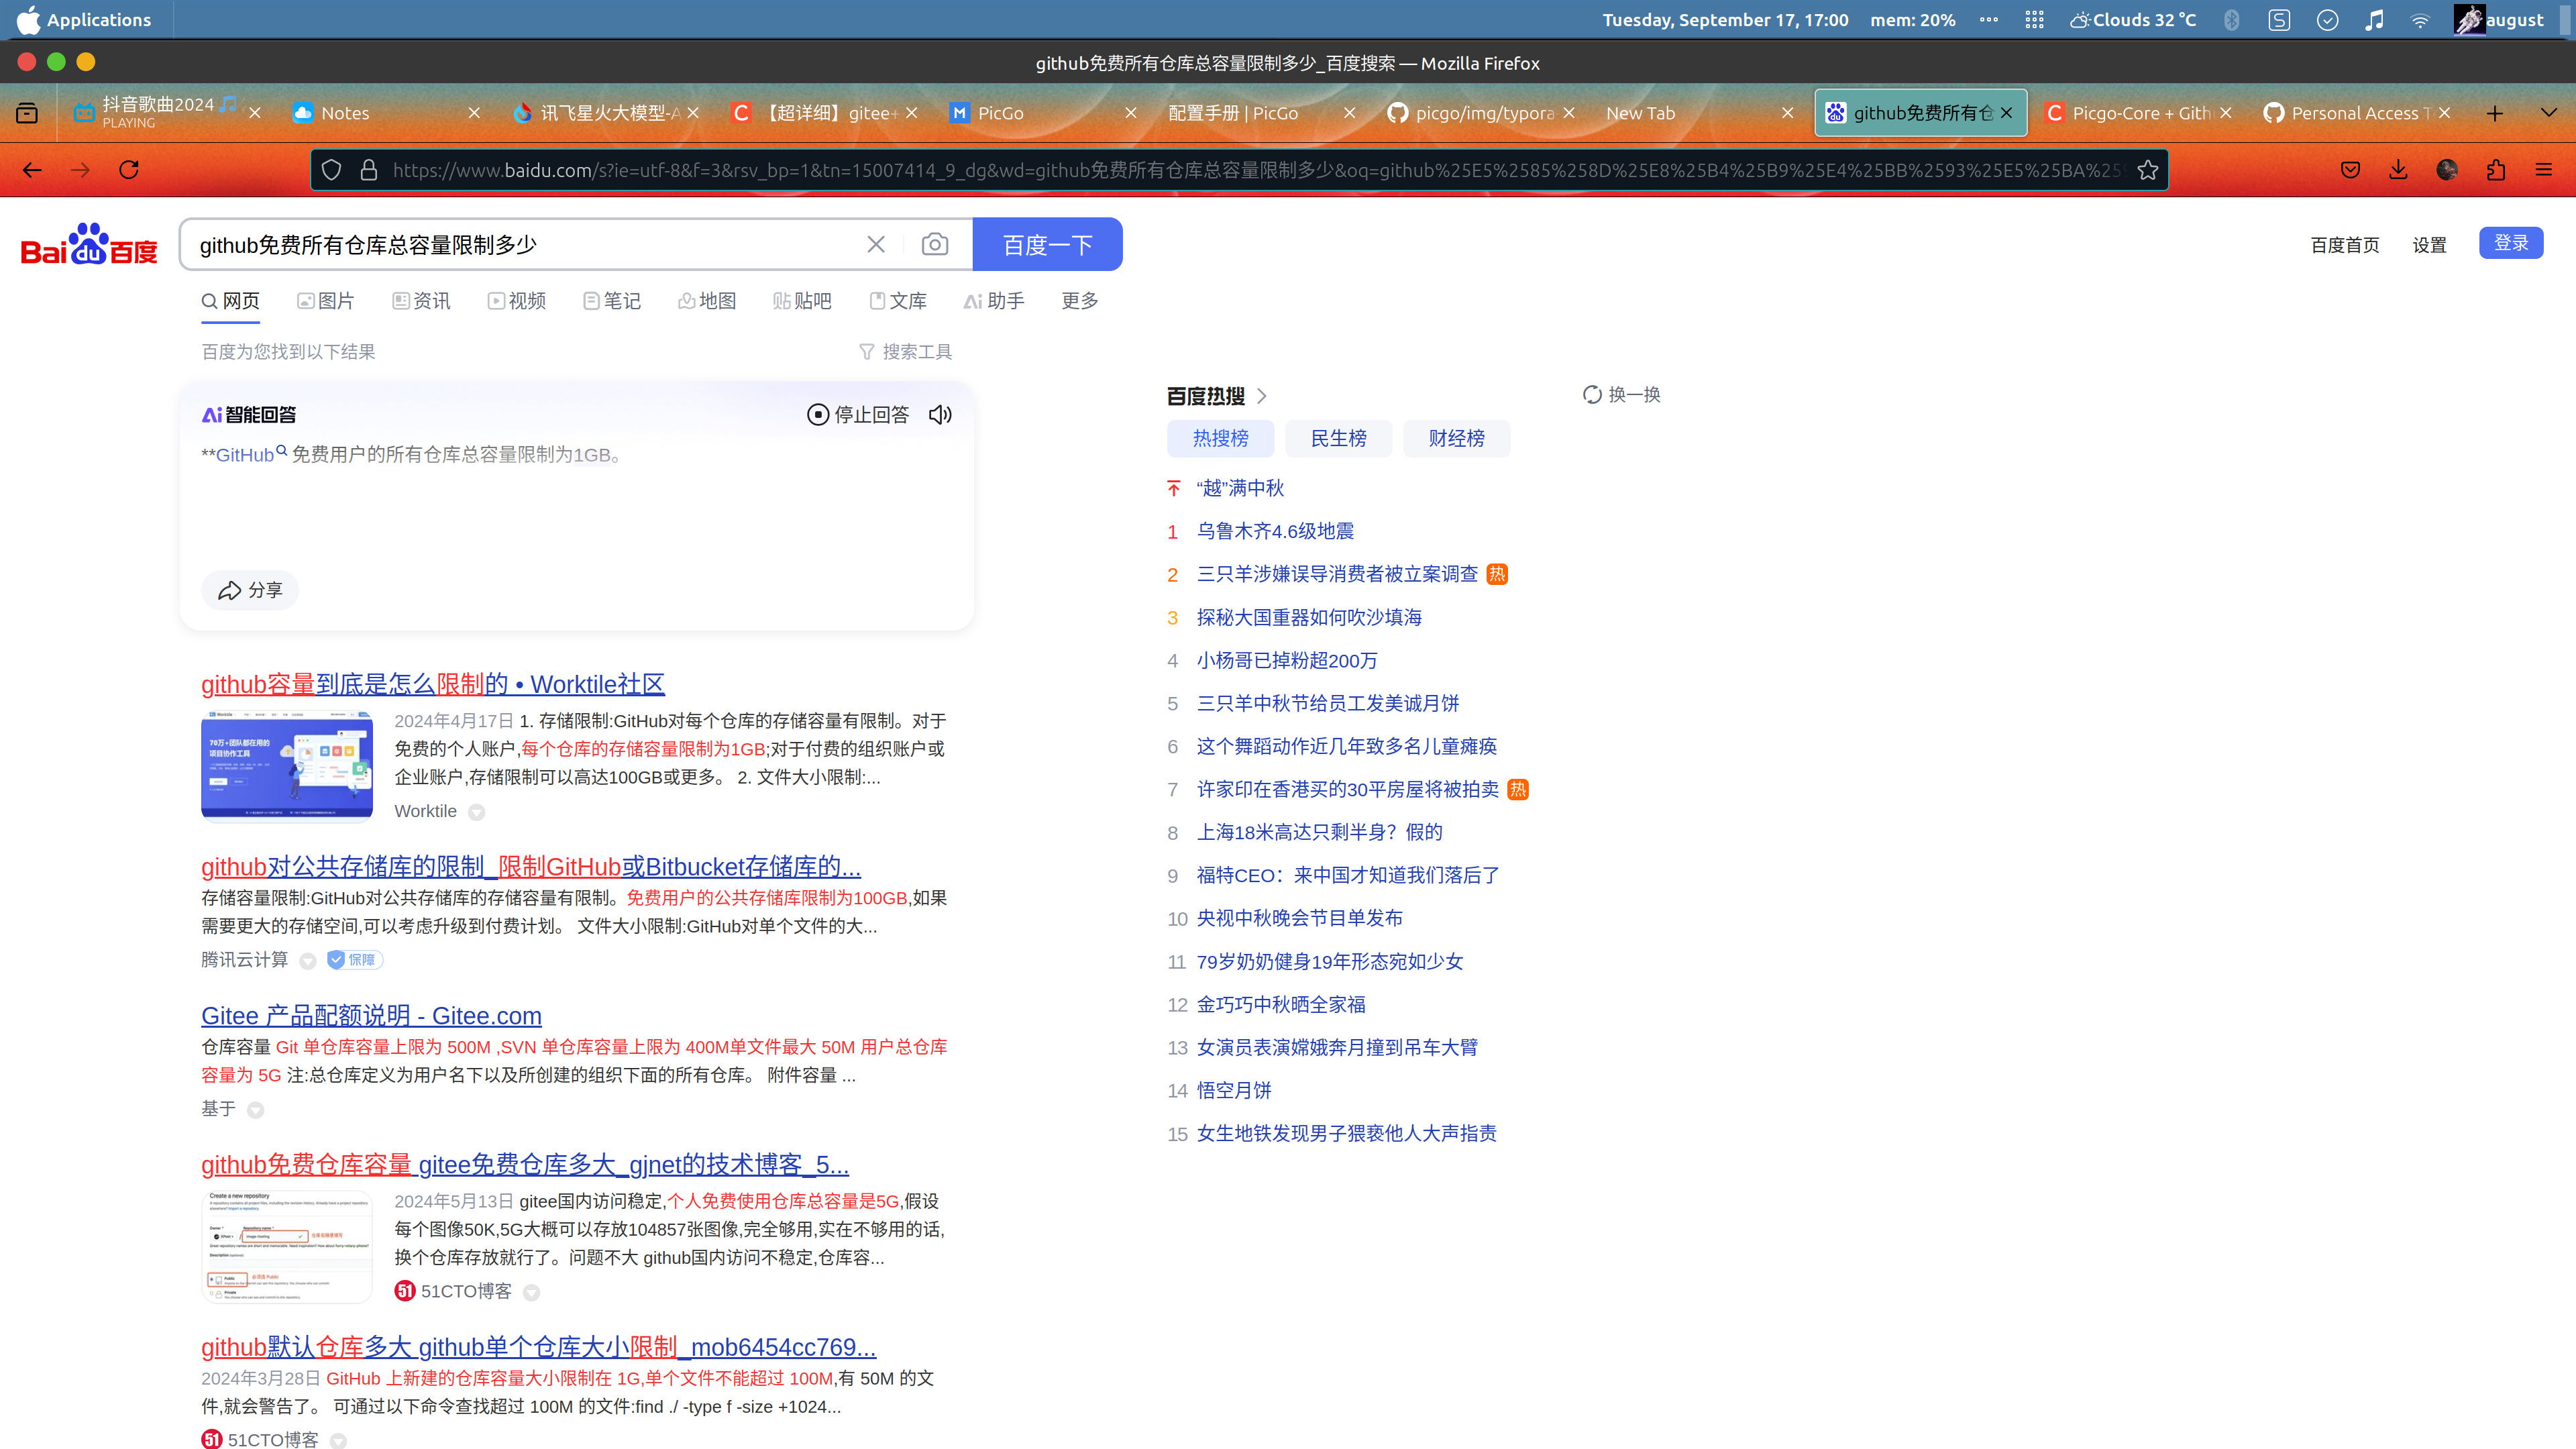 Applications
Tuesday, September 17, 17:00
mem: 20%
Clouds 32 °C
august
github免费所有仓库总容量限制多少_百度搜索 — Mozilla Firefox
抖音歌曲2024
PLAYING
Notes
讯飞星火大模型-A
【超详细】gitee+
PicGo
配置手册 | PicGo
picgo/img/typora
New Tab
github免费所有仓
Picgo-Core + Gith
Personal Access T
https://www.baidu.com/s?ie=utf-8&f=3&rsv_bp=1&tn=15007414_9_dg&wd=github免费所有仓库总容量限制多少&oq=github%25E5%2585%258D%25E8%25B4%25B9%25E4%25BB%2593%25E5%25BA%25
Bai du 百度
github免费所有仓库总容量限制多少
百度一下
百度首页
设置
登录
网页
图片
资讯
视频
笔记
地图
贴吧
文库
助手
更多
百度为您找到以下结果
搜索工具
Ai 智能回答
停止回答
**GitHub 免费用户的所有仓库总容量限制为1GB。
分享
github容量到底是怎么限制的 • Worktile社区
2024年4月17日 1. 存储限制:GitHub对每个仓库的存储容量有限制。对于
免费的个人账户,每个仓库的存储容量限制为1GB;对于付费的组织账户或
企业账户,存储限制可以高达100GB或更多。 2. 文件大小限制:...
70万+团队都在用的
项目协作工具
Worktile
github对公共存储库的限制_限制GitHub或Bitbucket存储库的...
存储容量限制:GitHub对公共存储库的存储容量有限制。免费用户的公共存储库限制为100GB,如果
需要更大的存储空间,可以考虑升级到付费计划。 文件大小限制:GitHub对单个文件的大...
腾讯云计算
保障
Gitee 产品配额说明 - Gitee.com
仓库容量 Git 单仓库容量上限为 500M ,SVN 单仓库容量上限为 400M单文件最大 50M 用户总仓库
容量为 5G 注:总仓库定义为用户名下以及所创建的组织下面的所有仓库。 附件容量 ...
基于
github免费仓库容量 gitee免费仓库多大_gjnet的技术博客_5...
Create a new repository
2024年5月13日 gitee国内访问稳定,个人免费使用仓库总容量是5G,假设
每个图像50K,5G大概可以存放104857张图像,完全够用,实在不够用的话,
换个仓库存放就行了。问题不大 github国内访问不稳定,仓库容...
51CTO博客
github默认仓库多大 github单个仓库大小限制_mob6454cc769...
2024年3月28日 GitHub 上新建的仓库容量大小限制在 1G,单个文件不能超过 100M,有 50M 的文
件,就会警告了。 可通过以下命令查找超过 100M 的文件:find ./ -type f -size +1024...
51CTO博客
百度热搜
换一换
热搜榜
民生榜
财经榜
“越”满中秋
1 乌鲁木齐4.6级地震
2 三只羊涉嫌误导消费者被立案调查 热
3 探秘大国重器如何吹沙填海
4 小杨哥已掉粉超200万
5 三只羊中秋节给员工发美诚月饼
6 这个舞蹈动作近几年致多名儿童瘫痪
7 许家印在香港买的30平房屋将被拍卖 热
8 上海18米高达只剩半身？假的
9 福特CEO：来中国才知道我们落后了
10 央视中秋晚会节目单发布
11 79岁奶奶健身19年形态宛如少女
12 金巧巧中秋晒全家福
13 女演员表演嫦娥奔月撞到吊车大臂
14 悟空月饼
15 女生地铁发现男子猥亵他人大声指责